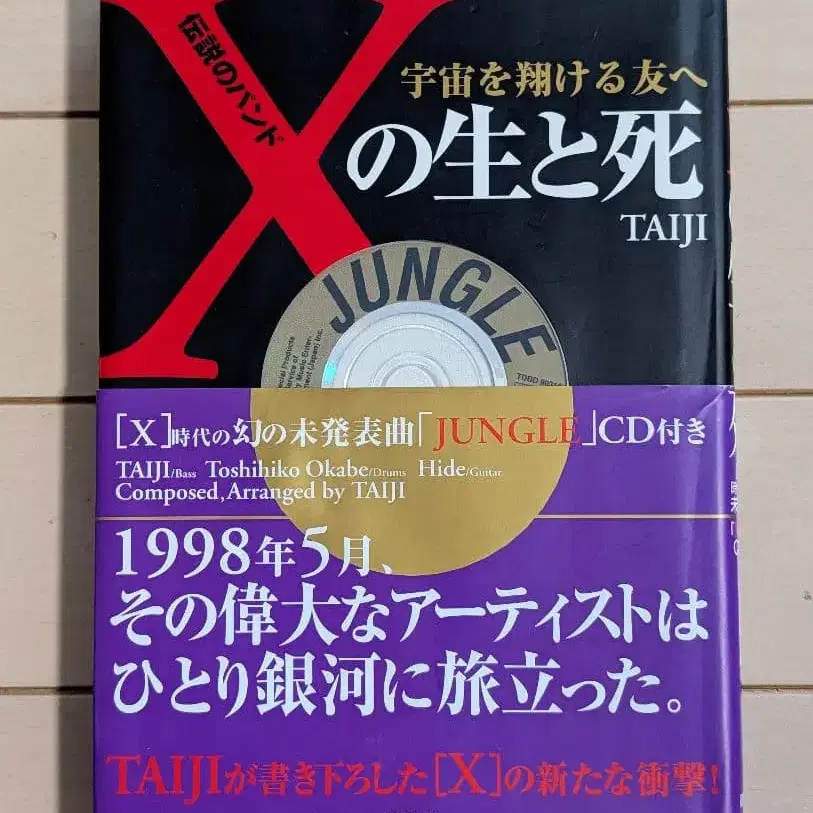 伝説のバンド
宇宙を翔ける友へ
Xの生と死
TAIJI
JUNGLE
[X]時代の幻の未発表曲「JUNGLE」CD付き
TAIJI/Bass Toshihiko Okabe/Drums Hide/Guitar
Composed,Arranged by TAIJI
1998年5月、
その偉大なアーティストは
ひとり銀河に旅立った。
TAIJIが書き下ろした[X]の新たな衝撃!